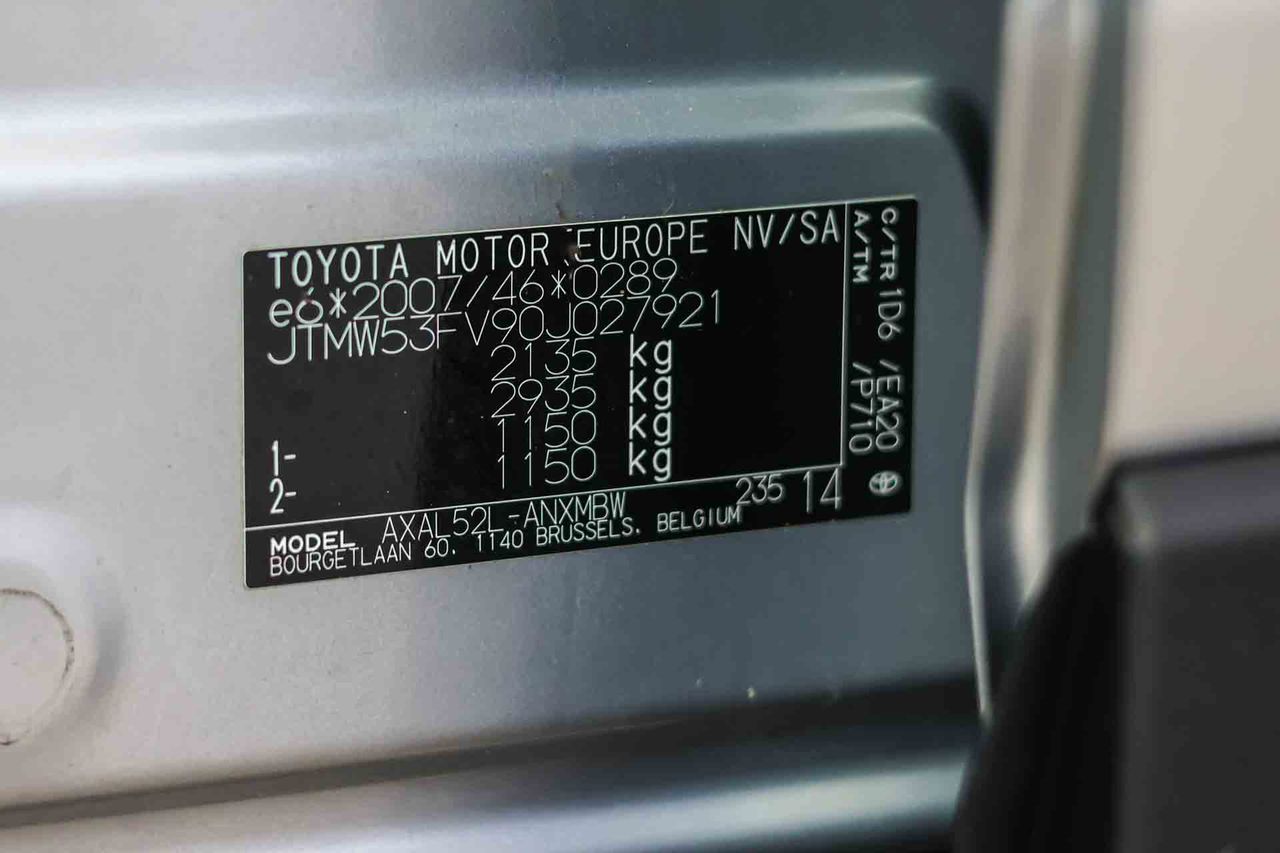 TOYOTA MOTOR EUROPE NV/SA
e6*2007/46*0289
JTMW53FV90J027921
2135 kg
2935 kg
1- 1150 kg
2- 1150 kg
MODEL AXAL52L-ANXMBW 235 14
BOURGETLAAN 60. 1140 BRUSSELS. BELGIUM
C/TR 1D6 /EA20
A/TM /P710